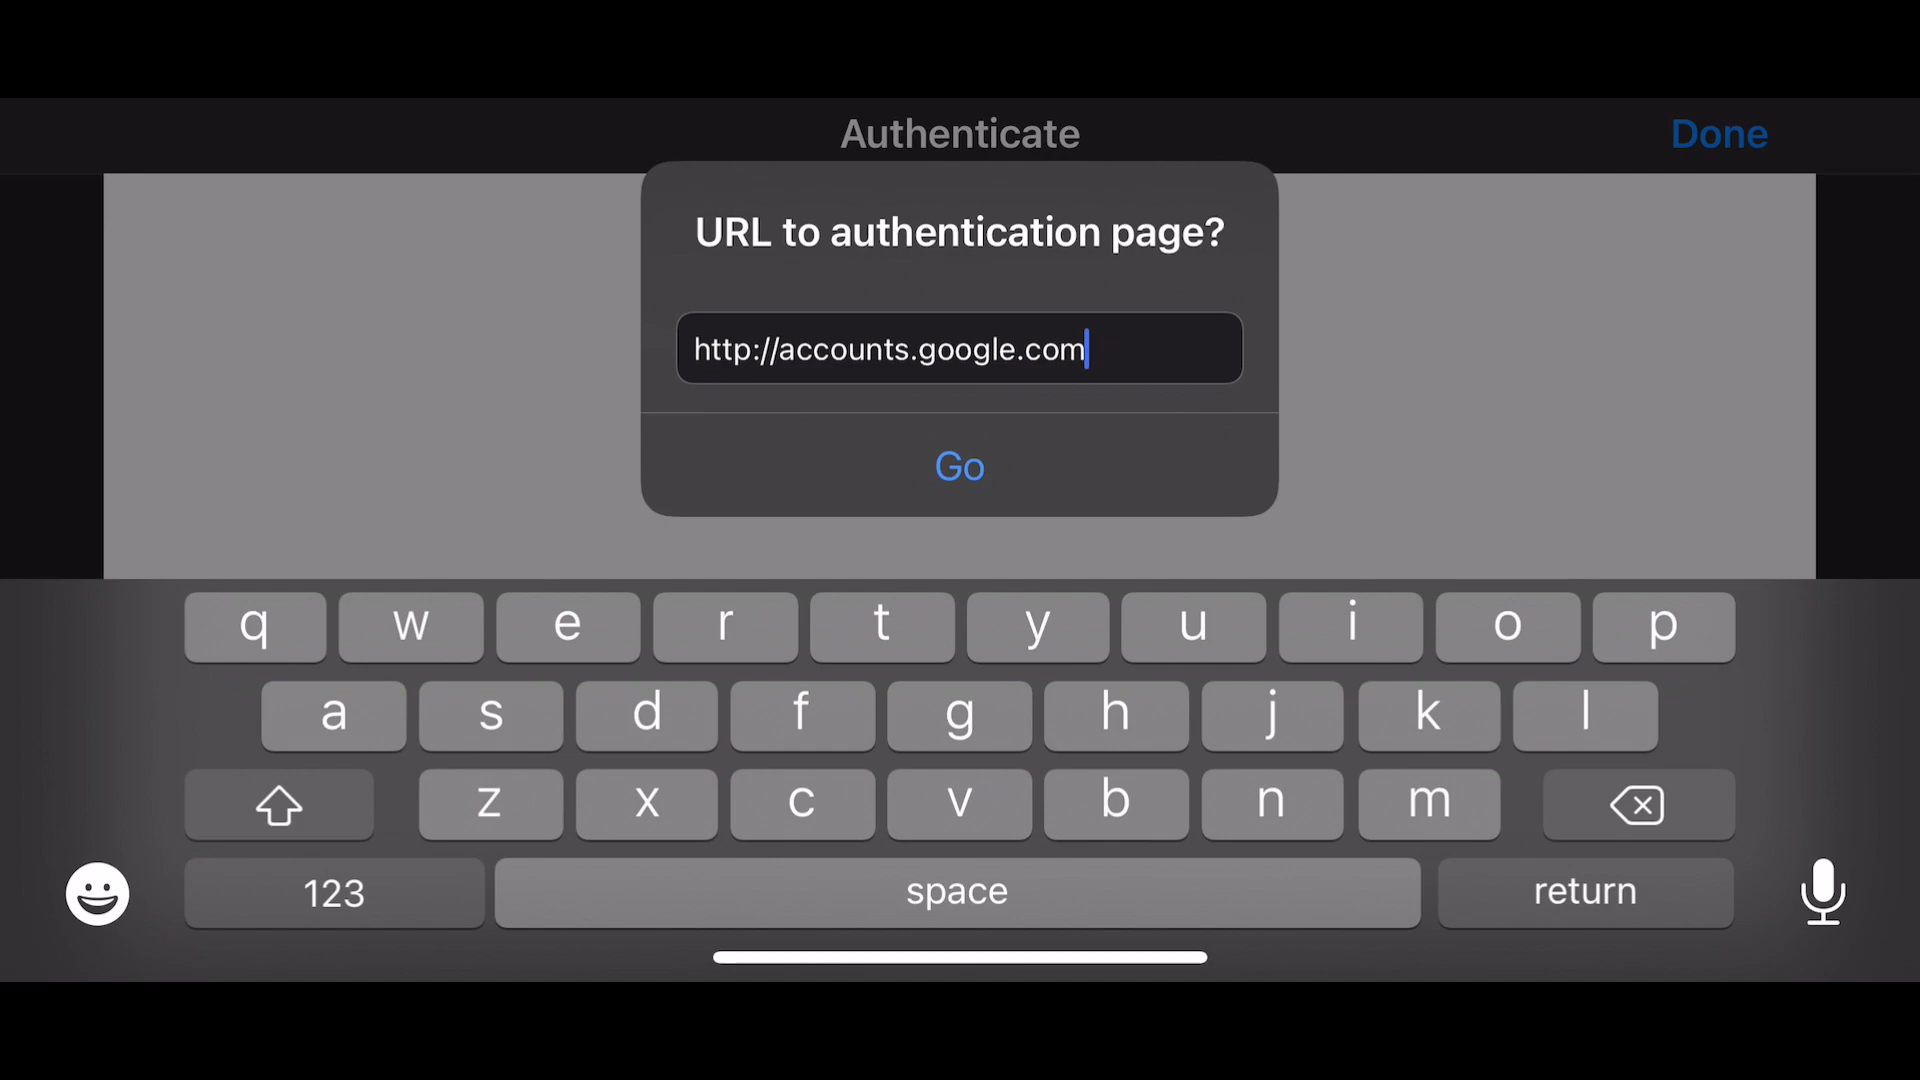 Authenticate
Done
URL to authentication page?
http://accounts.google.com
Go
q w e r t y u i o p
a s d f g h j k l
z x c v b n m
123 space return